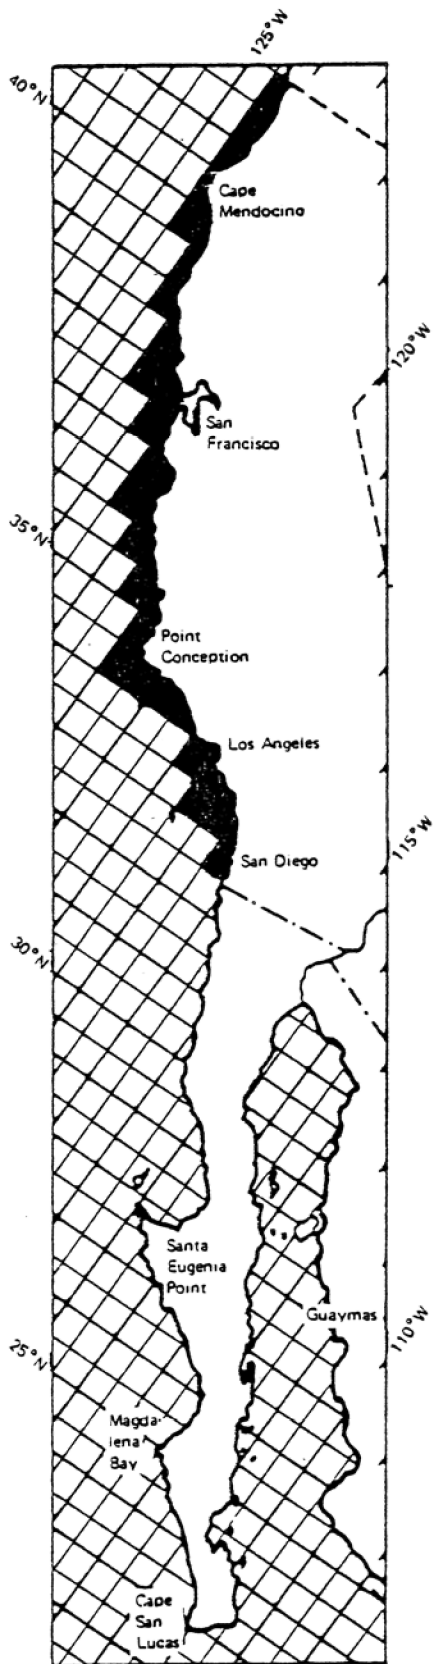 125°W
40°N
Cape
Mendocino
120°W
San
Francisco
35°N
Point
Conception
Los Angeles
115°W
San Diego
30°N
Santa
Eugenia
Point
Guaymas
110°W
25°N
Magda-
lena
Bay
Cape
San
Lucas